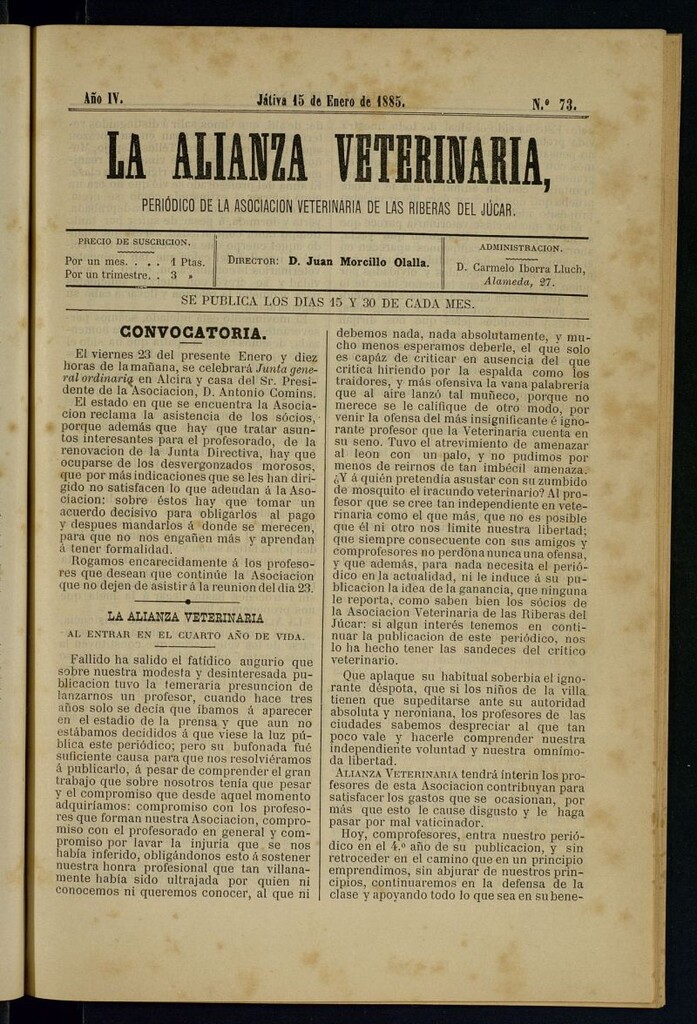 Año IV.
Játiva 15 de Enero de 1885.
N.º 73.
LA ALIANZA VETERINARIA,
PERIÓDICO DE LA ASOCIACION VETERINARIA DE LAS RIBERAS DEL JÚCAR.
PRECIO DE SUSCRICION.
Por un mes. . . . 1 Ptas.
Por un trimestre. . 3 »
DIRECTOR: D. Juan Morcillo Olalla.
ADMINISTRACION.
D. Carmelo Iborra Lluch,
Alameda, 27.
SE PUBLICA LOS DIAS 15 Y 30 DE CADA MES.
CONVOCATORIA.
El viernes 23 del presente Enero y diez
horas de la mañana, se celebrará Junta gene-
ral ordinaria en Alcira y casa del Sr. Presi-
dente de la Asociacion, D. Antonio Comins.
El estado en que se encuentra la Asocia-
cion reclama la asistencia de los sócios,
porque además que hay que tratar asun-
tos interesantes para el profesorado, de la
renovacion de la Junta Directiva, hay que
ocuparse de los desvergonzados morosos,
que por más indicaciones que se les han diri-
gido no satisfacen lo que adeudan á la Aso-
ciacion: sobre éstos hay que tomar un
acuerdo decisivo para obligarlos al pago
y despues mandarlos á donde se merecen,
para que no nos engañen más y aprendan
á tener formalidad.
Rogamos encarecidamente á los profeso-
res que desean que continúe la Asociacion
que no dejen de asistir á la reunion del dia 23.
LA ALIANZA VETERINARIA
AL ENTRAR EN EL CUARTO AÑO DE VIDA.
Fallido ha salido el fatídico augurio que
sobre nuestra modesta y desinteresada pu-
blicacion tuvo la temeraria presuncion de
lanzarnos un profesor, cuando hace tres
años solo se decía que íbamos á aparecer
en el estadio de la prensa y que aun no
estábamos decididos á que viese la luz pú-
blica este periódico; pero su bufonada fué
suficiente causa para que nos resolviéramos
á publicarlo, á pesar de comprender el gran
trabajo que sobre nosotros tenía que pesar
y el compromiso que desde aquel momento
adquiríamos: compromiso con los profeso-
res que forman nuestra Asociacion, compro-
miso con el profesorado en general y com-
promiso por lavar la injuria que se nos
había inferido, obligándonos esto á sostener
nuestra honra profesional que tan villana-
mente había sido ultrajada por quien ni
conocemos ni queremos conocer, al que ni
debemos nada, nada absolutamente, y mu-
cho menos esperamos deberle, el que solo
es capáz de criticar en ausencia del que
critica hiriendo por la espalda como los
traidores, y más ofensiva la vana palabrería
que al aire lanzó tal muñeco, porque no
merece se le califique de otro modo, por
venir la ofensa del más insignificante é igno-
rante profesor que la Veterinaria cuenta en
su seno. Tuvo el atrevimiento de amenazar
al leon con un palo, y no pudimos por
menos de reirnos de tan imbécil amenaza.
¿Y á quién pretendía asustar con su zumbido
de mosquito el iracundo veterinario? Al pro-
fesor que se cree tan independiente en vete-
rinaria como el que más, que no es posible
que él ni otro nos limite nuestra libertad;
que siempre consecuente con sus amigos y
comprofesores no perdona nunca una ofensa,
y que además, para nada necesita el perió-
dico en la actualidad, ni le induce á su pu-
blicacion la idea de la ganancia, que ninguna
le reporta, como saben bien los sócios de
la Asociacion Veterinaria de las Riberas del
Júcar: si algun interés tenemos en conti-
nuar la publicacion de este periódico, nos
lo ha hecho tener las sandeces del crítico
veterinario.
Que aplaque su habitual soberbia el igno-
rante déspota, que si los niños de la villa
tienen que supeditarse ante su autoridad
absoluta y neroniana, los profesores de las
ciudades sabemos despreciar al que tan
poco vale y hacerle comprender nuestra
independiente voluntad y nuestra omnímo-
da libertad.
ALIANZA VETERINARIA tendrá interin los pro-
fesores de esta Asociacion contribuyan para
satisfacer los gastos que se ocasionan, por
más que esto le cause disgusto y le haga
pasar por mal vaticinador.
Hoy, comprofesores, entra nuestro perió-
dico en el 4.º año de su publicacion, y sin
retroceder en el camino que en un principio
emprendimos, sin abjurar de nuestros prin-
cipios, continuaremos en la defensa de la
clase y apoyando todo lo que sea en su bene-